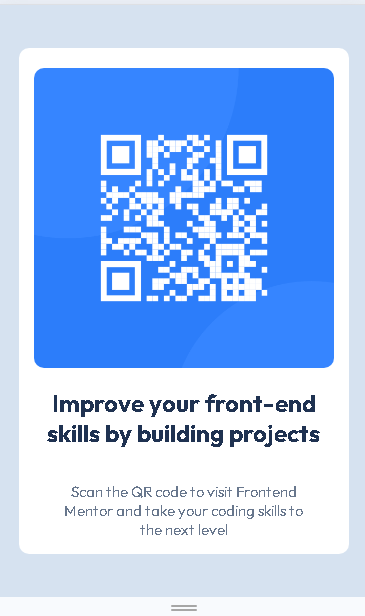 Improve your front-end
skills by building projects
Scan the QR code to visit Frontend
Mentor and take your coding skills to
the next level